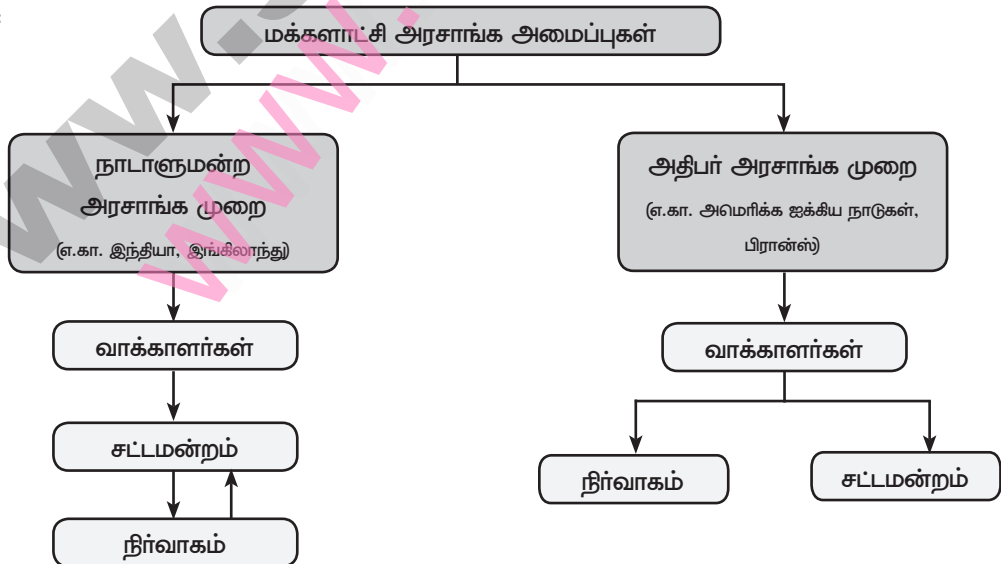 மக்களாட்சி அரசாங்க அமைப்புகள்
நாடாளுமன்ற
அரசாங்க முறை
(எ.கா. இந்தியா, இங்கிலாந்து)
அதிபர் அரசாங்க முறை
(எ.கா. அமெரிக்க ஐக்கிய நாடுகள்,
பிரான்ஸ்)
வாக்காளர்கள்
சட்டமன்றம்
நிர்வாகம்
வாக்காளர்கள்
நிர்வாகம்
சட்டமன்றம்
www.